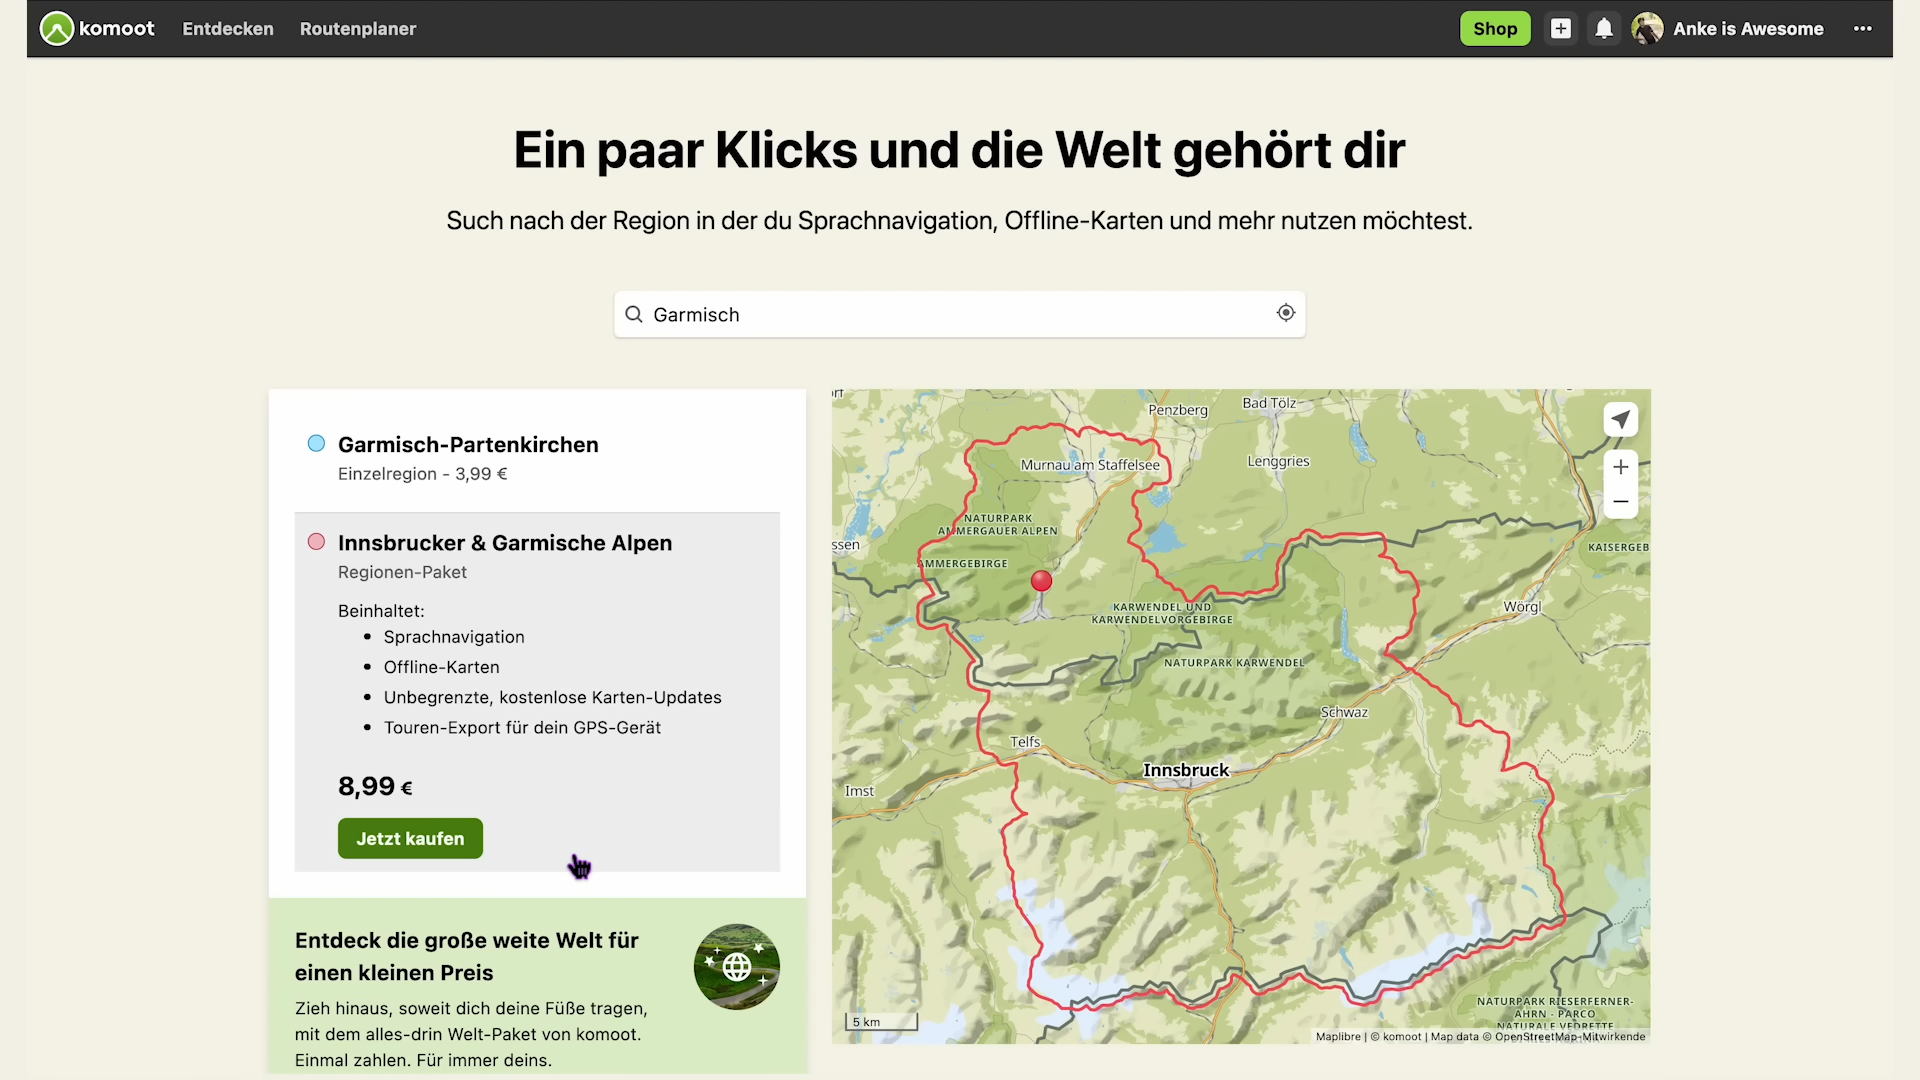 komoot
Entdecken
Routenplaner
Shop
Anke is Awesome
Ein paar Klicks und die Welt gehört dir
Such nach der Region in der du Sprachnavigation, Offline-Karten und mehr nutzen möchtest.
Garmisch
Garmisch-Partenkirchen
Einzelregion - 3,99 €
Innsbrucker & Garmische Alpen
Regionen-Paket
Beinhaltet:
• Sprachnavigation
• Offline-Karten
• Unbegrenzte, kostenlose Karten-Updates
• Touren-Export für dein GPS-Gerät
8,99 €
Jetzt kaufen
Entdeck die große weite Welt für
einen kleinen Preis
Zieh hinaus, soweit dich deine Füße tragen,
mit dem alles-drin Welt-Paket von komoot.
Einmal zahlen. Für immer deins.
Penzberg
Bad Tölz
Murnau am Staffelsee
Lenggries
NATURPARK
AMMERGAUER ALPEN
ssen
AMMERGEBIRGE
KAISERGEB
KARWENDEL UND
KARWENDELVORGEBIRGE
Wörgl
NATURPARK KARWENDEL
Schwaz
Telfs
Innsbruck
Imst
NATURPARK RIESERFERNER-
AHRN - PARCO
NATURALE VEDRETTE
5 km
Maplibre | © komoot | Map data © OpenStreetMap-Mitwirkende